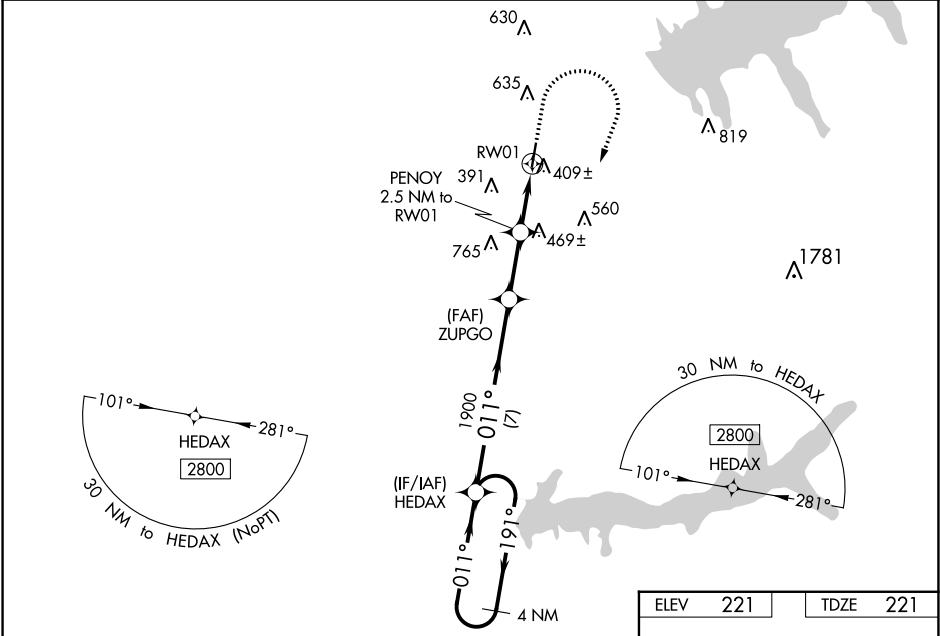 630
635
819
RW01
409±
PENOY
2.5 NM to
RW01
391
560
765
469±
1781
(FAF)
ZUPGO
30 NM to HEDAX
101°
281°
HEDAX
2800
30 NM to HEDAX (NoPT)
1900
011°
(7)
2800
HEDAX
101°
281°
(IF/IAF)
HEDAX
011°
191°
4 NM
ELEV 221
TDZE 221